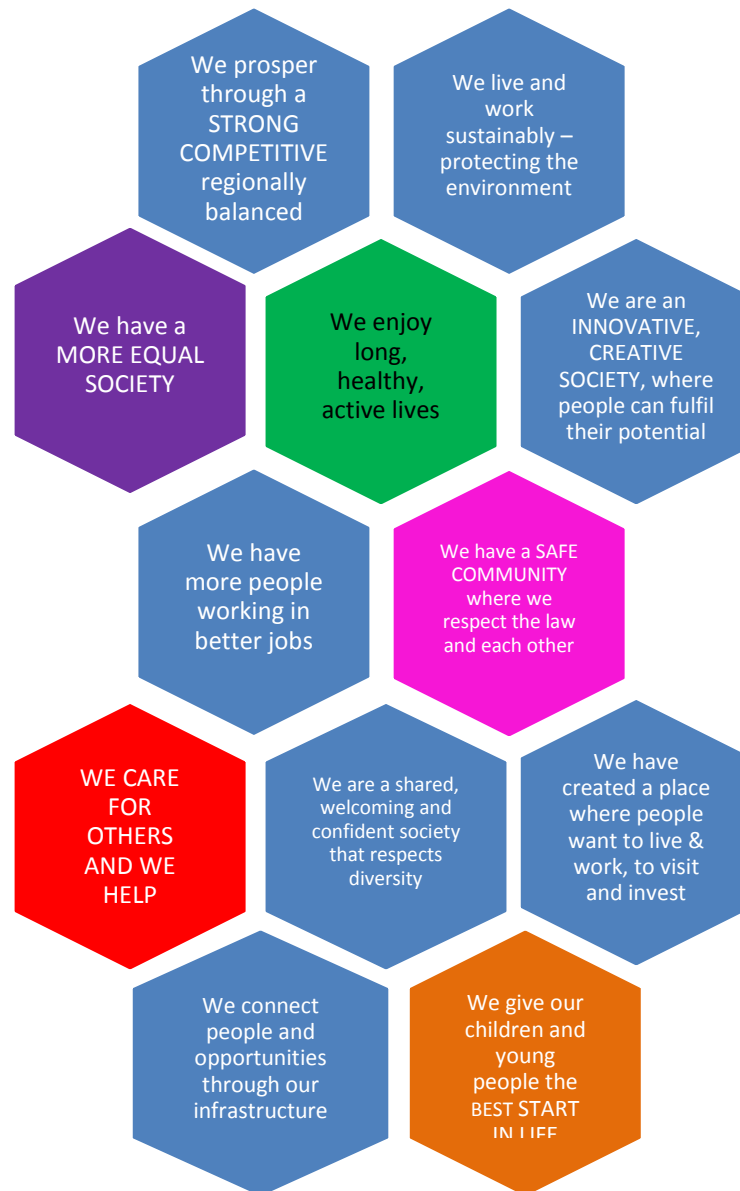 We prosper
through a
STRONG
COMPETITIVE
regionally
balanced
We live and
work
sustainably –
protecting the
environment
We have a
MORE EQUAL
SOCIETY
We enjoy
long,
healthy,
active lives
We are an
INNOVATIVE,
CREATIVE
SOCIETY, where
people can fulfil
their potential
We have
more people
working in
better jobs
We have a SAFE
COMMUNITY
where we
respect the law
and each other
WE CARE
FOR
OTHERS
AND WE
HELP
We are a shared,
welcoming and
confident society
that respects
diversity
We have
created a place
where people
want to live &
work, to visit
and invest
We connect
people and
opportunities
through our
infrastructure
We give our
children and
young
people the
BEST START
IN LIFE